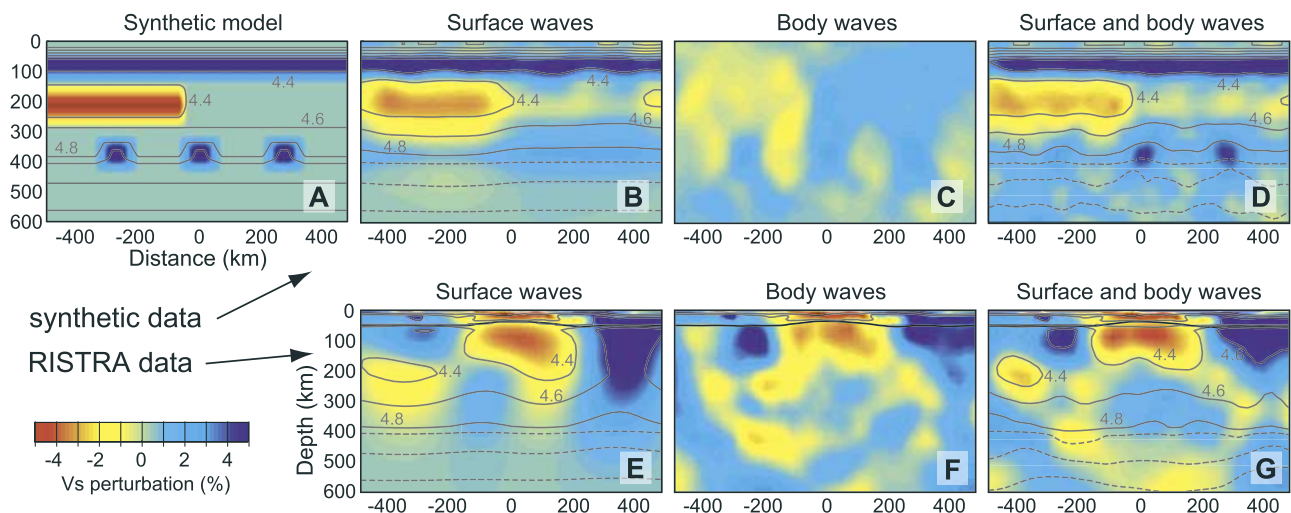 Synthetic model Surface waves Body waves Surface and body waves
0
100
200
300
400
500
600
4.4
4.4
4.6
4.8
A
4.4
4.4
4.6
4.8
B
C
4.4
4.4
4.6
4.8
D
-400 -200 0 200 400
-400 -200 0 200 400
-400 -200 0 200 400
-400 -200 0 200 400
Distance (km)
synthetic data
RISTRA data
Surface waves Body waves Surface and body waves
Depth (km)
0
100
200
300
400
500
600
4.4
4.4
4.6
4.8
E
F
4.6
4.4
4.4
4.6
4.8
G
-400 -200 0 200 400
-400 -200 0 200 400
-400 -200 0 200 400
-4 -2 0 2 4
Vs perturbation (%)